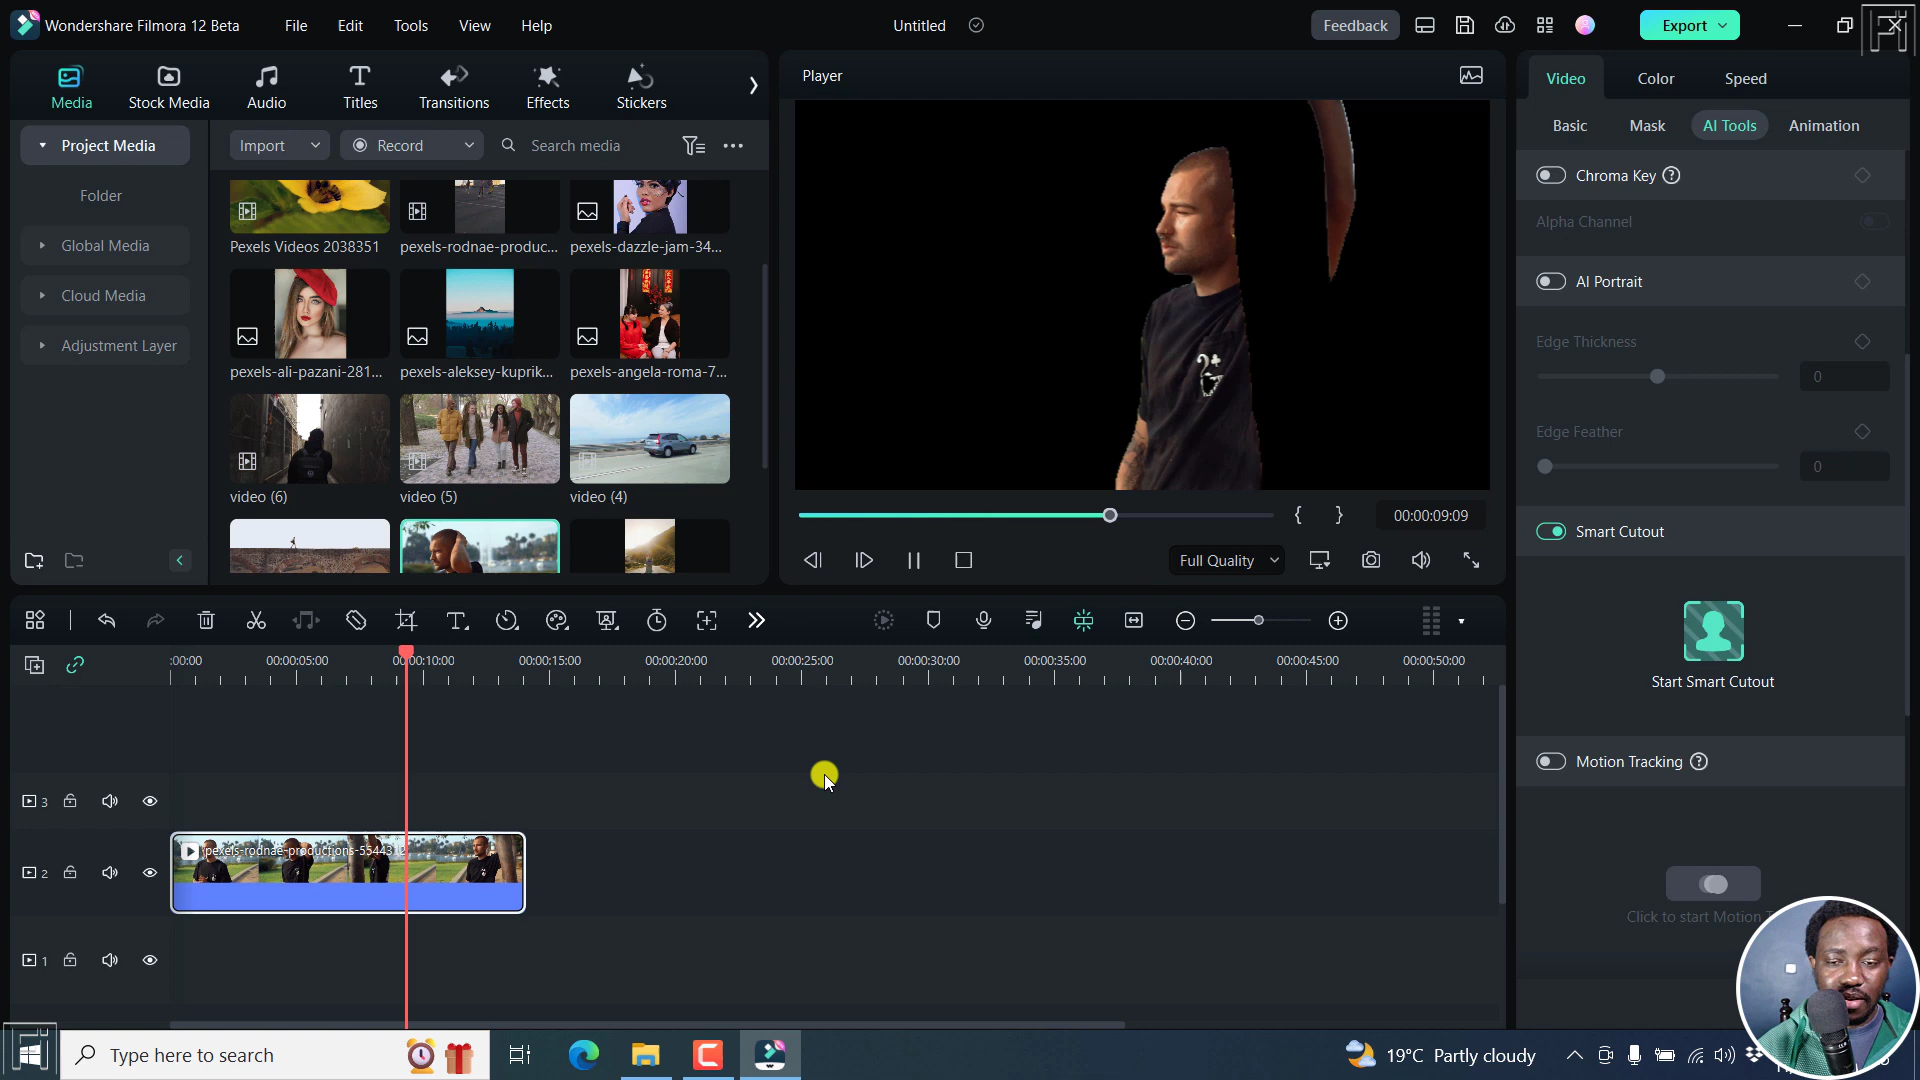 Wondershare Filmora 12 Beta
File
Edit
Tools
View
Help
Untitled
Feedback
Export
Media
Stock Media
Audio
Titles
Transitions
Effects
Stickers
Player
Video
Color
Speed
Project Media
Import
Record
Search media
Basic
Mask
AI Tools
Animation
Folder
Chroma Key
Alpha Channel
Global Media
Pexels Videos 2038351
pexels-rodnae-produc...
pexels-dazzle-jam-34...
Cloud Media
AI Portrait
Adjustment Layer
Edge Thickness
0
pexels-ali-pazani-281...
pexels-aleksey-kuprik...
pexels-angela-roma-7...
Edge Feather
0
video (6)
video (5)
video (4)
00:00:09:09
Smart Cutout
Full Quality
Start Smart Cutout
:00:00
00:00:05:00
00:00:10:00
00:00:15:00
00:00:20:00
00:00:25:00
00:00:30:00
00:00:35:00
00:00:40:00
00:00:45:00
00:00:50:00
Motion Tracking
3
pexels-rodnae-productions-554431
2
Click to start Motion
1
Type here to search
19°C Partly cloudy